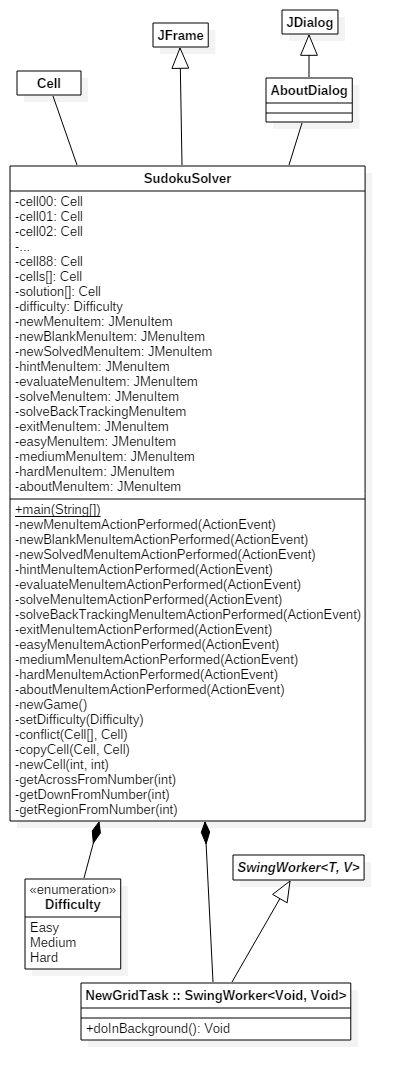 JDialog
JFrame
Cell
AboutDialog
SudokuSolver
-cell00: Cell
-cell01: Cell
-cell02: Cell
-...
-cell88: Cell
-cells[]: Cell
-solution[]: Cell
-difficulty: Difficulty
-newMenuItem: JMenuItem
-newBlankMenuItem: JMenuItem
-newSolvedMenuItem: JMenuItem
-hintMenuItem: JMenuItem
-evaluateMenuItem: JMenuItem
-solveMenuItem: JMenuItem
-solveBackTrackingMenuItem
-exitMenuItem: JMenuItem
-easyMenuItem: JMenuItem
-mediumMenuItem: JMenuItem
-hardMenuItem: JMenuItem
-aboutMenuItem: JMenuItem
+main(String[])
-newMenuItemActionPerformed(ActionEvent)
-newBlankMenuItemActionPerformed(ActionEvent)
-newSolvedMenuItemActionPerformed(ActionEvent)
-hintMenuItemActionPerformed(ActionEvent)
-evaluateMenuItemActionPerformed(ActionEvent)
-solveMenuItemActionPerformed(ActionEvent)
-solveBackTrackingMenuItemActionPerformed(ActionEvent)
-exitMenuItemActionPerformed(ActionEvent)
-easyMenuItemActionPerformed(ActionEvent)
-mediumMenuItemActionPerformed(ActionEvent)
-hardMenuItemActionPerformed(ActionEvent)
-aboutMenuItemActionPerformed(ActionEvent)
-newGame()
-setDifficulty(Difficulty)
-conflict(Cell[], Cell)
-copyCell(Cell, Cell)
-newCell(int, int)
-getAcrossFromNumber(int)
-getDownFromNumber(int)
-getRegionFromNumber(int)
SwingWorker<T, V>
«enumeration»
Difficulty
Easy
Medium
Hard
NewGridTask :: SwingWorker<Void, Void>
+doInBackground(): Void